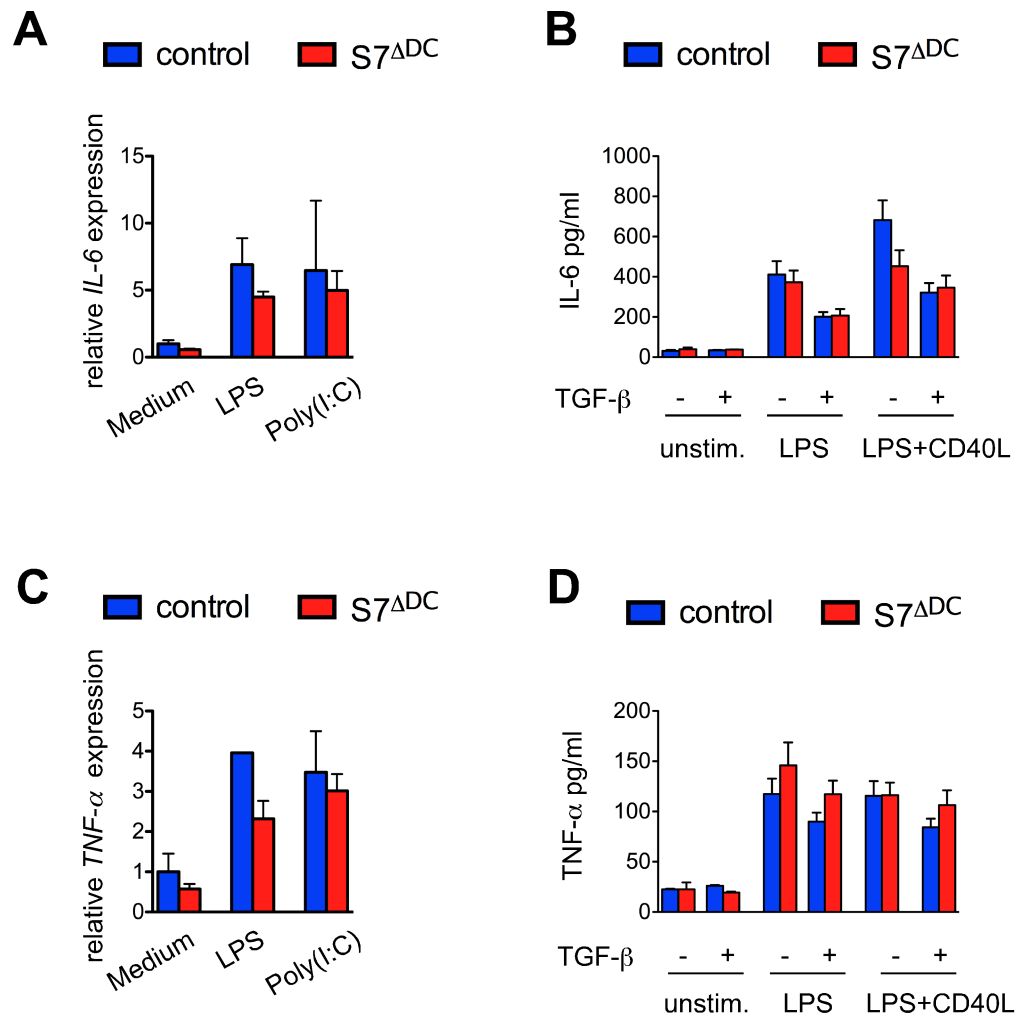 A
control S7ΔDC
relative IL-6 expression
15
10
5
0
Medium LPS Poly(I:C)
B
control S7ΔDC
IL-6 pg/ml
1000
800
600
400
200
0
TGF-β - + - + - +
unstim. LPS LPS+CD40L
C
control S7ΔDC
relative TNF-α expression
5
4
3
2
1
0
Medium LPS Poly(I:C)
D
control S7ΔDC
TNF-α pg/ml
200
150
100
50
0
TGF-β - + - + - +
unstim. LPS LPS+CD40L